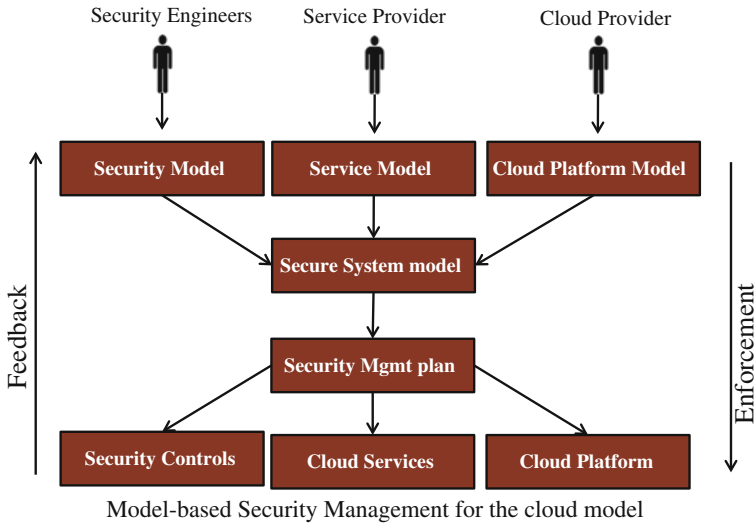 Security Engineers
Service Provider
Cloud Provider
Security Model
Service Model
Cloud Platform Model
Secure System model
Feedback
Enforcement
Security Mgmt plan
Security Controls
Cloud Services
Cloud Platform
Model-based Security Management for the cloud model